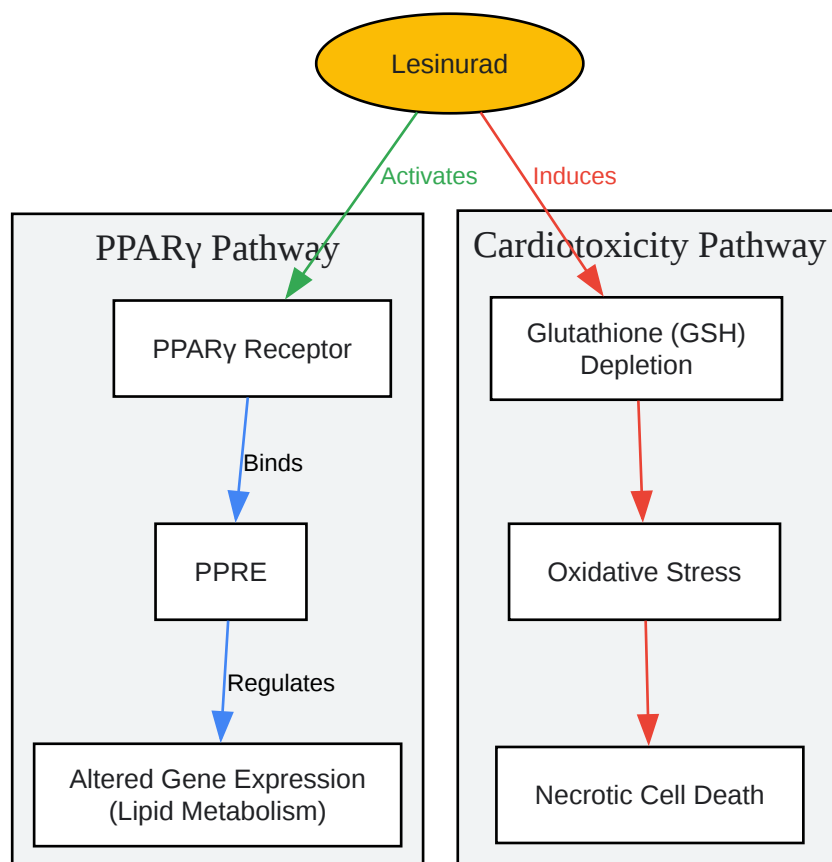 Lesinurad
Activates
Induces
PPARγ Pathway
PPARγ Receptor
Binds
PPRE
Regulates
Altered Gene Expression
(Lipid Metabolism)
Cardiotoxicity Pathway
Glutathione (GSH)
Depletion
Oxidative Stress
Necrotic Cell Death